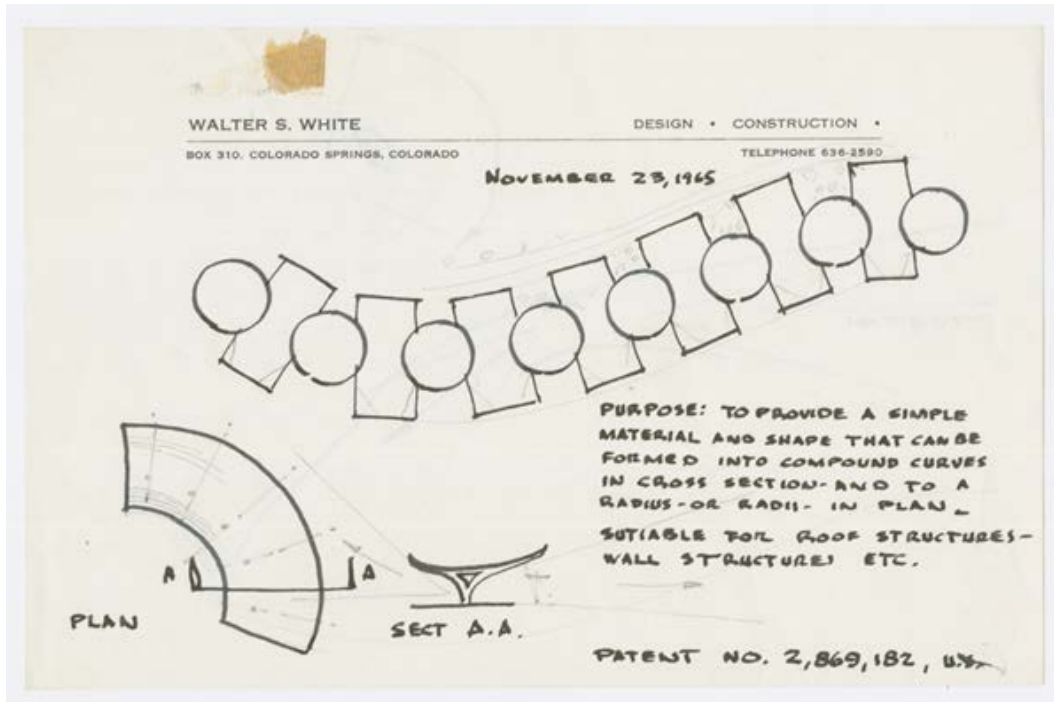 WALTER S. WHITE
DESIGN • CONSTRUCTION •
BOX 310, COLORADO SPRINGS, COLORADO
TELEPHONE 636-2590
NOVEMBER 23, 1965
PURPOSE: TO PROVIDE A SIMPLE
MATERIAL AND SHAPE THAT CAN BE
FORMED INTO COMPOUND CURVES
IN CROSS SECTION - AND TO A
RADIUS - OR RADII - IN PLAN.
SUTIABLE FOR ROOF STRUCTURES -
WALL STRUCTURES ETC.
A A
PLAN
SECT A.A.
PATENT NO. 2,869,182, U.S.